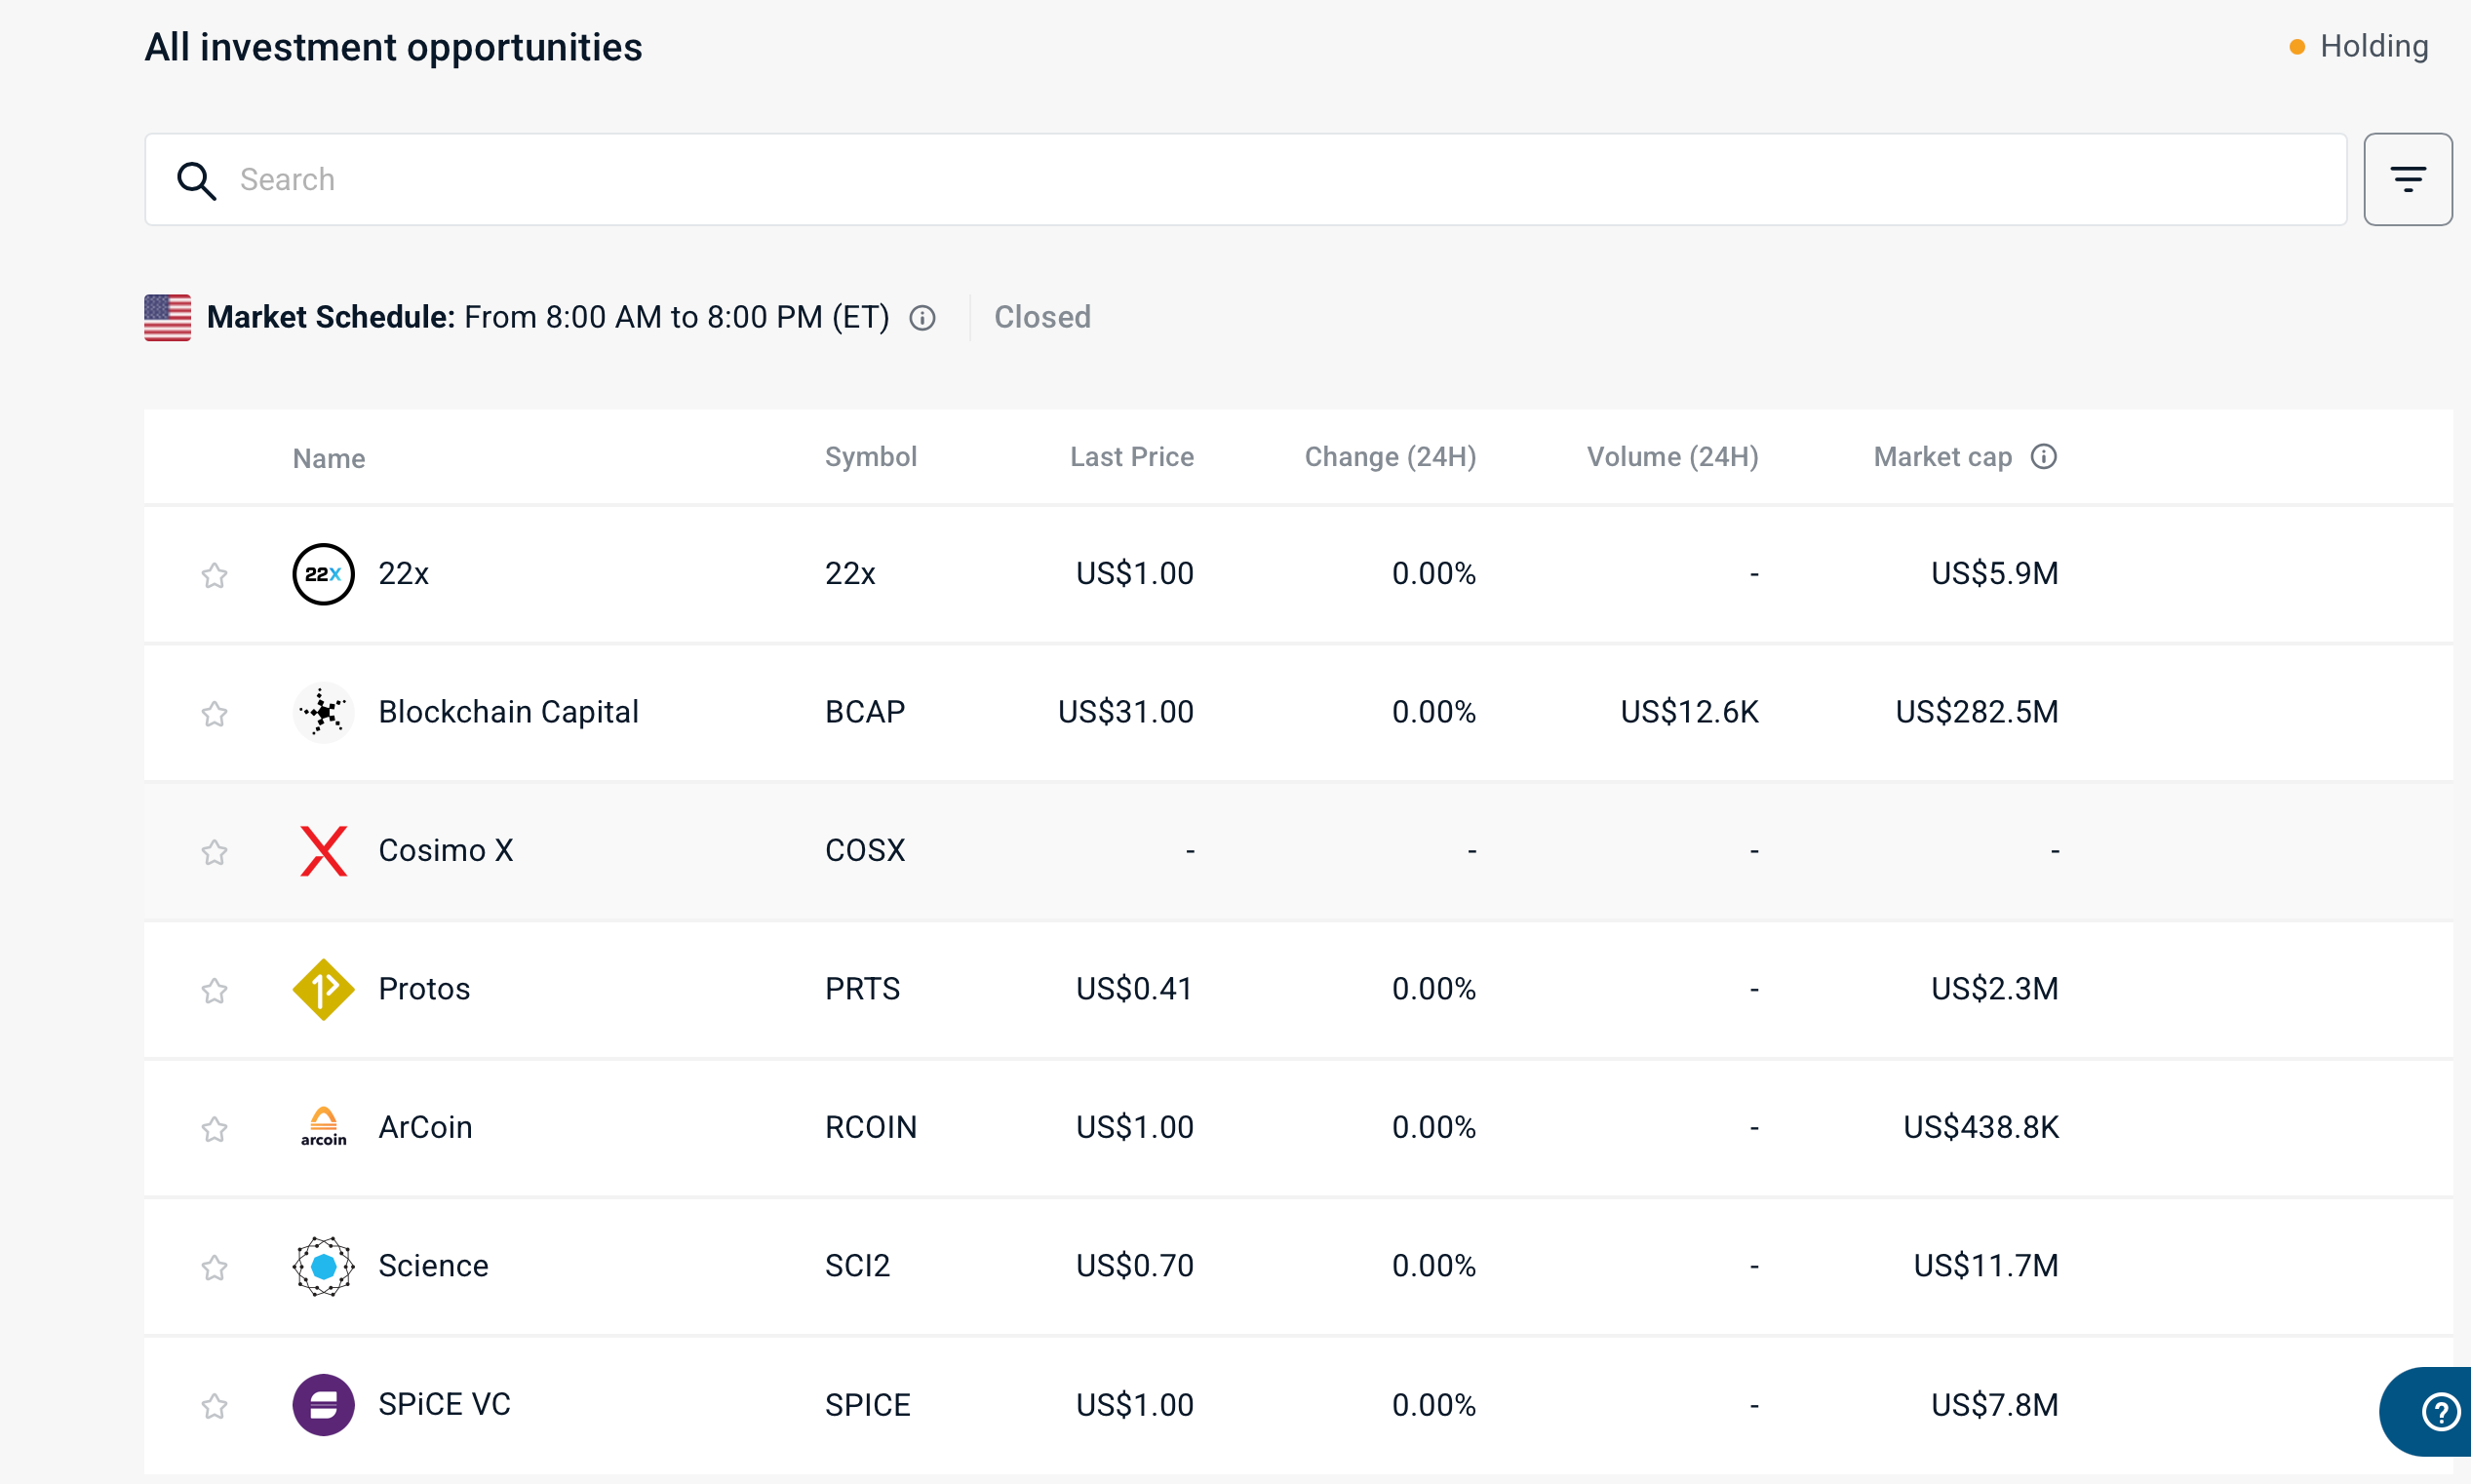 All investment opportunities
Holding
Search
Market Schedule: From 8:00 AM to 8:00 PM (ET) Closed
Name Symbol Last Price Change (24H) Volume (24H) Market cap
22X 22x 22x US$1.00 0.00% - US$5.9M
Blockchain Capital BCAP US$31.00 0.00% US$12.6K US$282.5M
Cosimo X COSX - - - -
Protos PRTS US$0.41 0.00% - US$2.3M
arcoin ArCoin RCOIN US$1.00 0.00% - US$438.8K
Science SCI2 US$0.70 0.00% - US$11.7M
SPiCE VC SPICE US$1.00 0.00% - US$7.8M